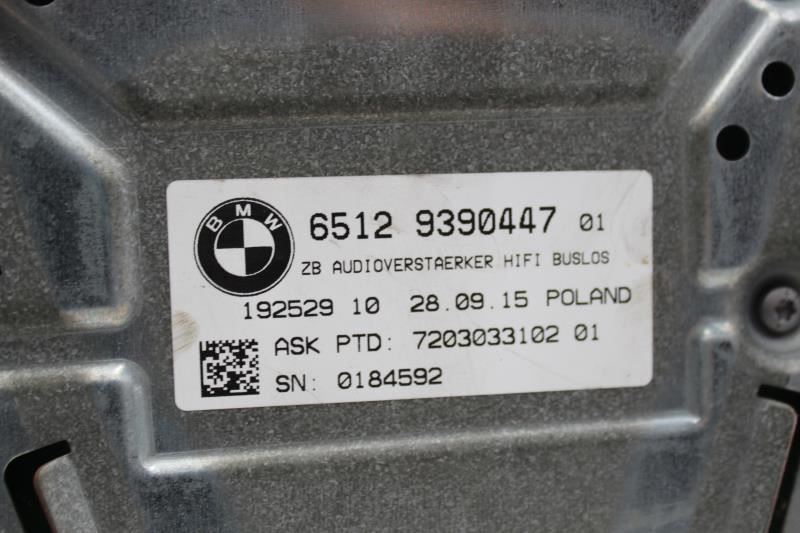 BMW
6512 9390447 01
ZB AUDIOVERSTAERKER HIFI BUSLOS
192529 10 28.09.15 POLAND
ASK PTD: 7203033102 01
SN: 0184592